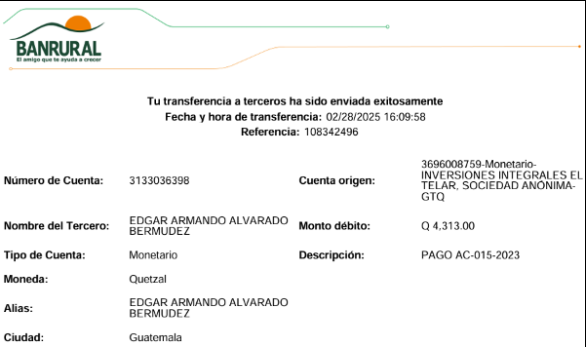 BANRURAL
El amigo que te ayuda a crecer
Tu transferencia a terceros ha sido enviada exitosamente
Fecha y hora de transferencia: 02/28/2025 16:09:58
Referencia: 108342496
Número de Cuenta: 3133036398
Cuenta origen: 3696008759-Monetario-
INVERSIONES INTEGRALES EL
TELAR, SOCIEDAD ANÓNIMA-
GTQ
Nombre del Tercero: EDGAR ARMANDO ALVARADO
BERMUDEZ
Monto débito: Q 4,313.00
Tipo de Cuenta: Monetario
Descripción: PAGO AC-015-2023
Moneda: Quetzal
Alias: EDGAR ARMANDO ALVARADO
BERMUDEZ
Ciudad: Guatemala